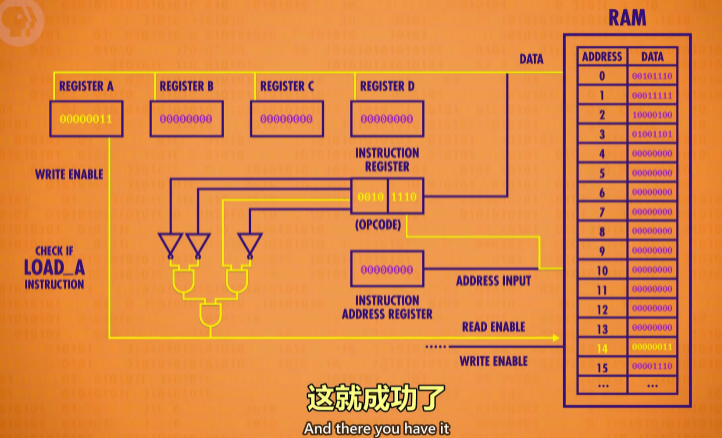 RAM
DATA
ADDRESS DATA
0 00101110
1 00011111
2 10000100
3 01001101
4 00000000
5 00000000
6 00000000
7 00000000
8 00000000
9 00000000
10 00000000
11 00000000
12 00000000
13 00000000
14 00000011
15 00001110
... ...
REGISTER A REGISTER B REGISTER C REGISTER D
00000011 00000000 00000000 00000000
WRITE ENABLE
INSTRUCTION
REGISTER
0010 1110
(OPCODE)
CHECK IF
LOAD_A
INSTRUCTION
00000000
ADDRESS INPUT
INSTRUCTION
ADDRESS REGISTER
READ ENABLE
WRITE ENABLE
这就成功了
And there you have it